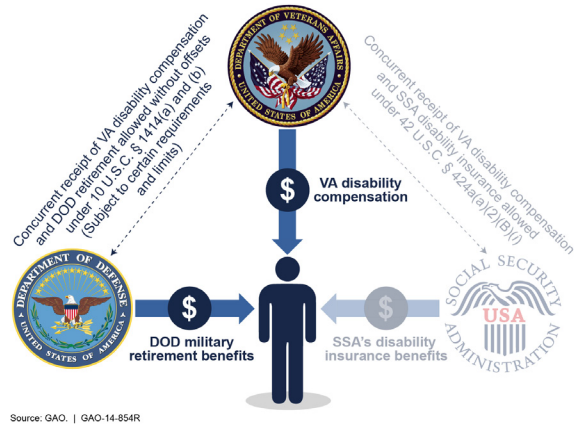 DEPARTMENT OF VETERANS AFFAIRS
UNITED STATES OF AMERICA
Concurrent receipt of VA disability compensation
and DOD retirement allowed without offsets
under 10 U.S.C. § 1414(a) and (b)
(Subject to certain requirements
and limits)
Concurrent receipt of VA disability compensation
and SSA disability insurance allowed
under 42 U.S.C. § 424a(a)(2)(B)(i)
$
VA disability
compensation
DEPARTMENT OF DEFENSE
UNITED STATES OF AMERICA
$
DOD military
retirement benefits
$
SSA's disability
insurance benefits
SOCIAL SECURITY
USA
ADMINISTRATION
Source: GAO. | GAO-14-854R